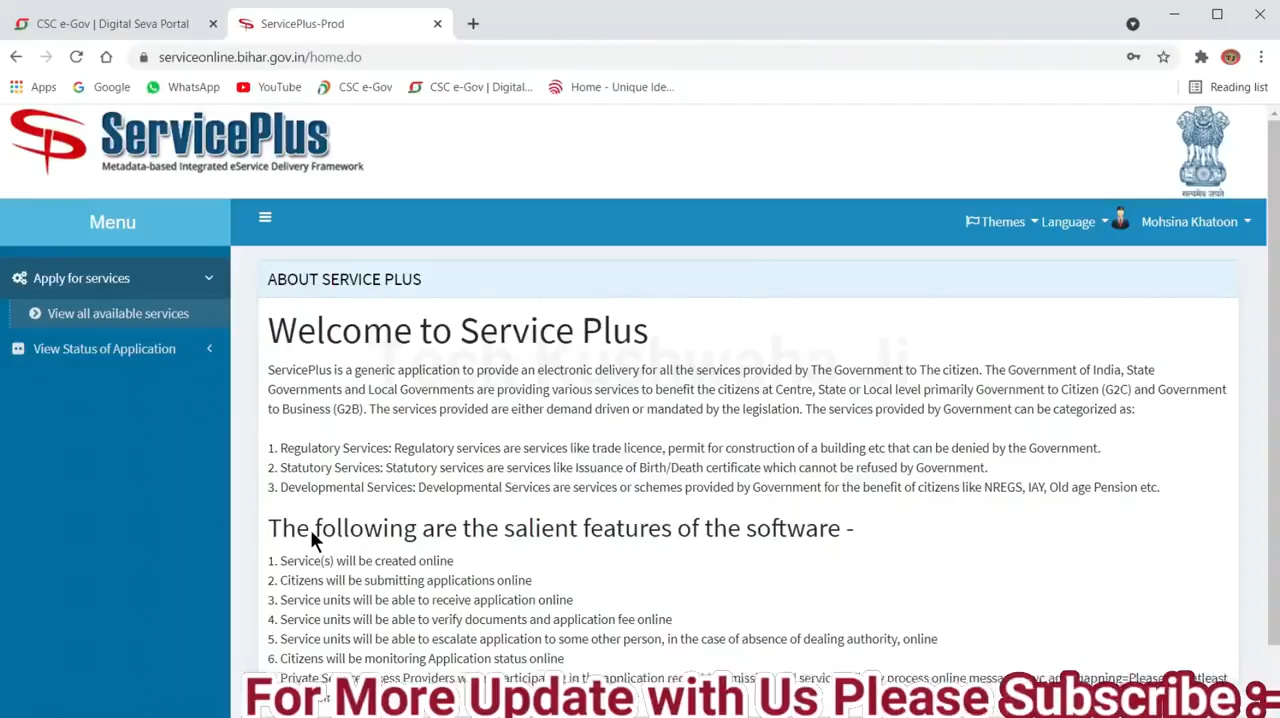 CSC e-Gov | Digital Seva Portal
ServicePlus-Prod
serviceonline.bihar.gov.in/home.do
Apps
Google
WhatsApp
YouTube
CSC e-Gov
CSC e-Gov | Digital...
Home - Unique Ide...
Reading list
ServicePlus
Metadata-based Integrated eService Delivery Framework
सत्यमेव जयते
Menu
Themes
Language
Mohsina Khatoon
Apply for services
View all available services
View Status of Application
ABOUT SERVICE PLUS
Welcome to Service Plus
Tech Kushwaha Ji
ServicePlus is a generic application to provide an electronic delivery for all the services provided by The Government to The citizen. The Government of India, State
Governments and Local Governments are providing various services to benefit the citizens at Centre, State or Local level primarily Government to Citizen (G2C) and Government
to Business (G2B). The services provided are either demand driven or mandated by the legislation. The services provided by Government can be categorized as:
1. Regulatory Services: Regulatory services are services like trade licence, permit for construction of a building etc that can be denied by the Government.
2. Statutory Services: Statutory services are services like Issuance of Birth/Death certificate which cannot be refused by Government.
3. Developmental Services: Developmental Services are services or schemes provided by Government for the benefit of citizens like NREGS, IAY, Old age Pension etc.
The following are the salient features of the software -
1. Service(s) will be created online
2. Citizens will be submitting applications online
3. Service units will be able to receive application online
4. Service units will be able to verify documents and application fee online
5. Service units will be able to escalate application to some other person, in the case of absence of dealing authority, online
6. Citizens will be monitoring Application status online
For More Update with Us Please Subscribe